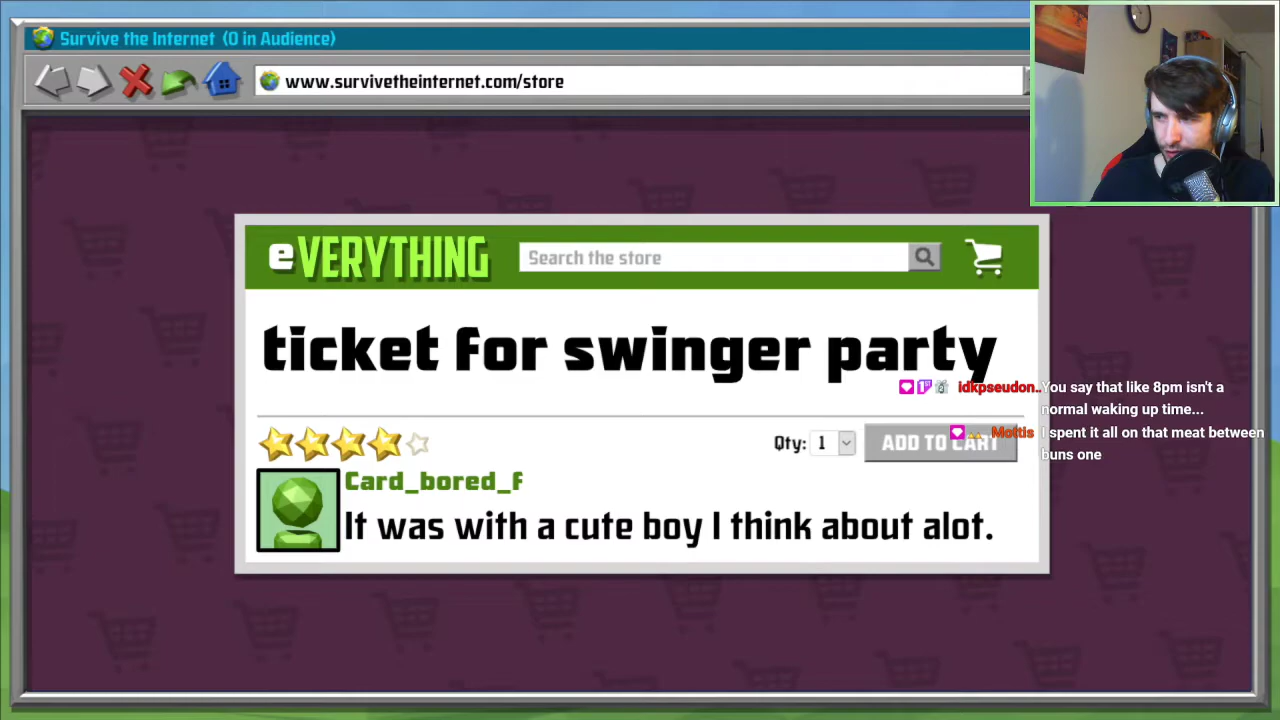 Survive the Internet (0 in Audience)
www.survivetheinternet.com/store
eVERYTHING
Search the store
ticket for swinger party
Qty: 1
ADD TO CART
Card_bored_f
It was with a cute boy I think about alot.
idkpseudon.. You say that like 8pm isn't a
normal waking up time...
Mottis I spent it all on that meat between
buns one